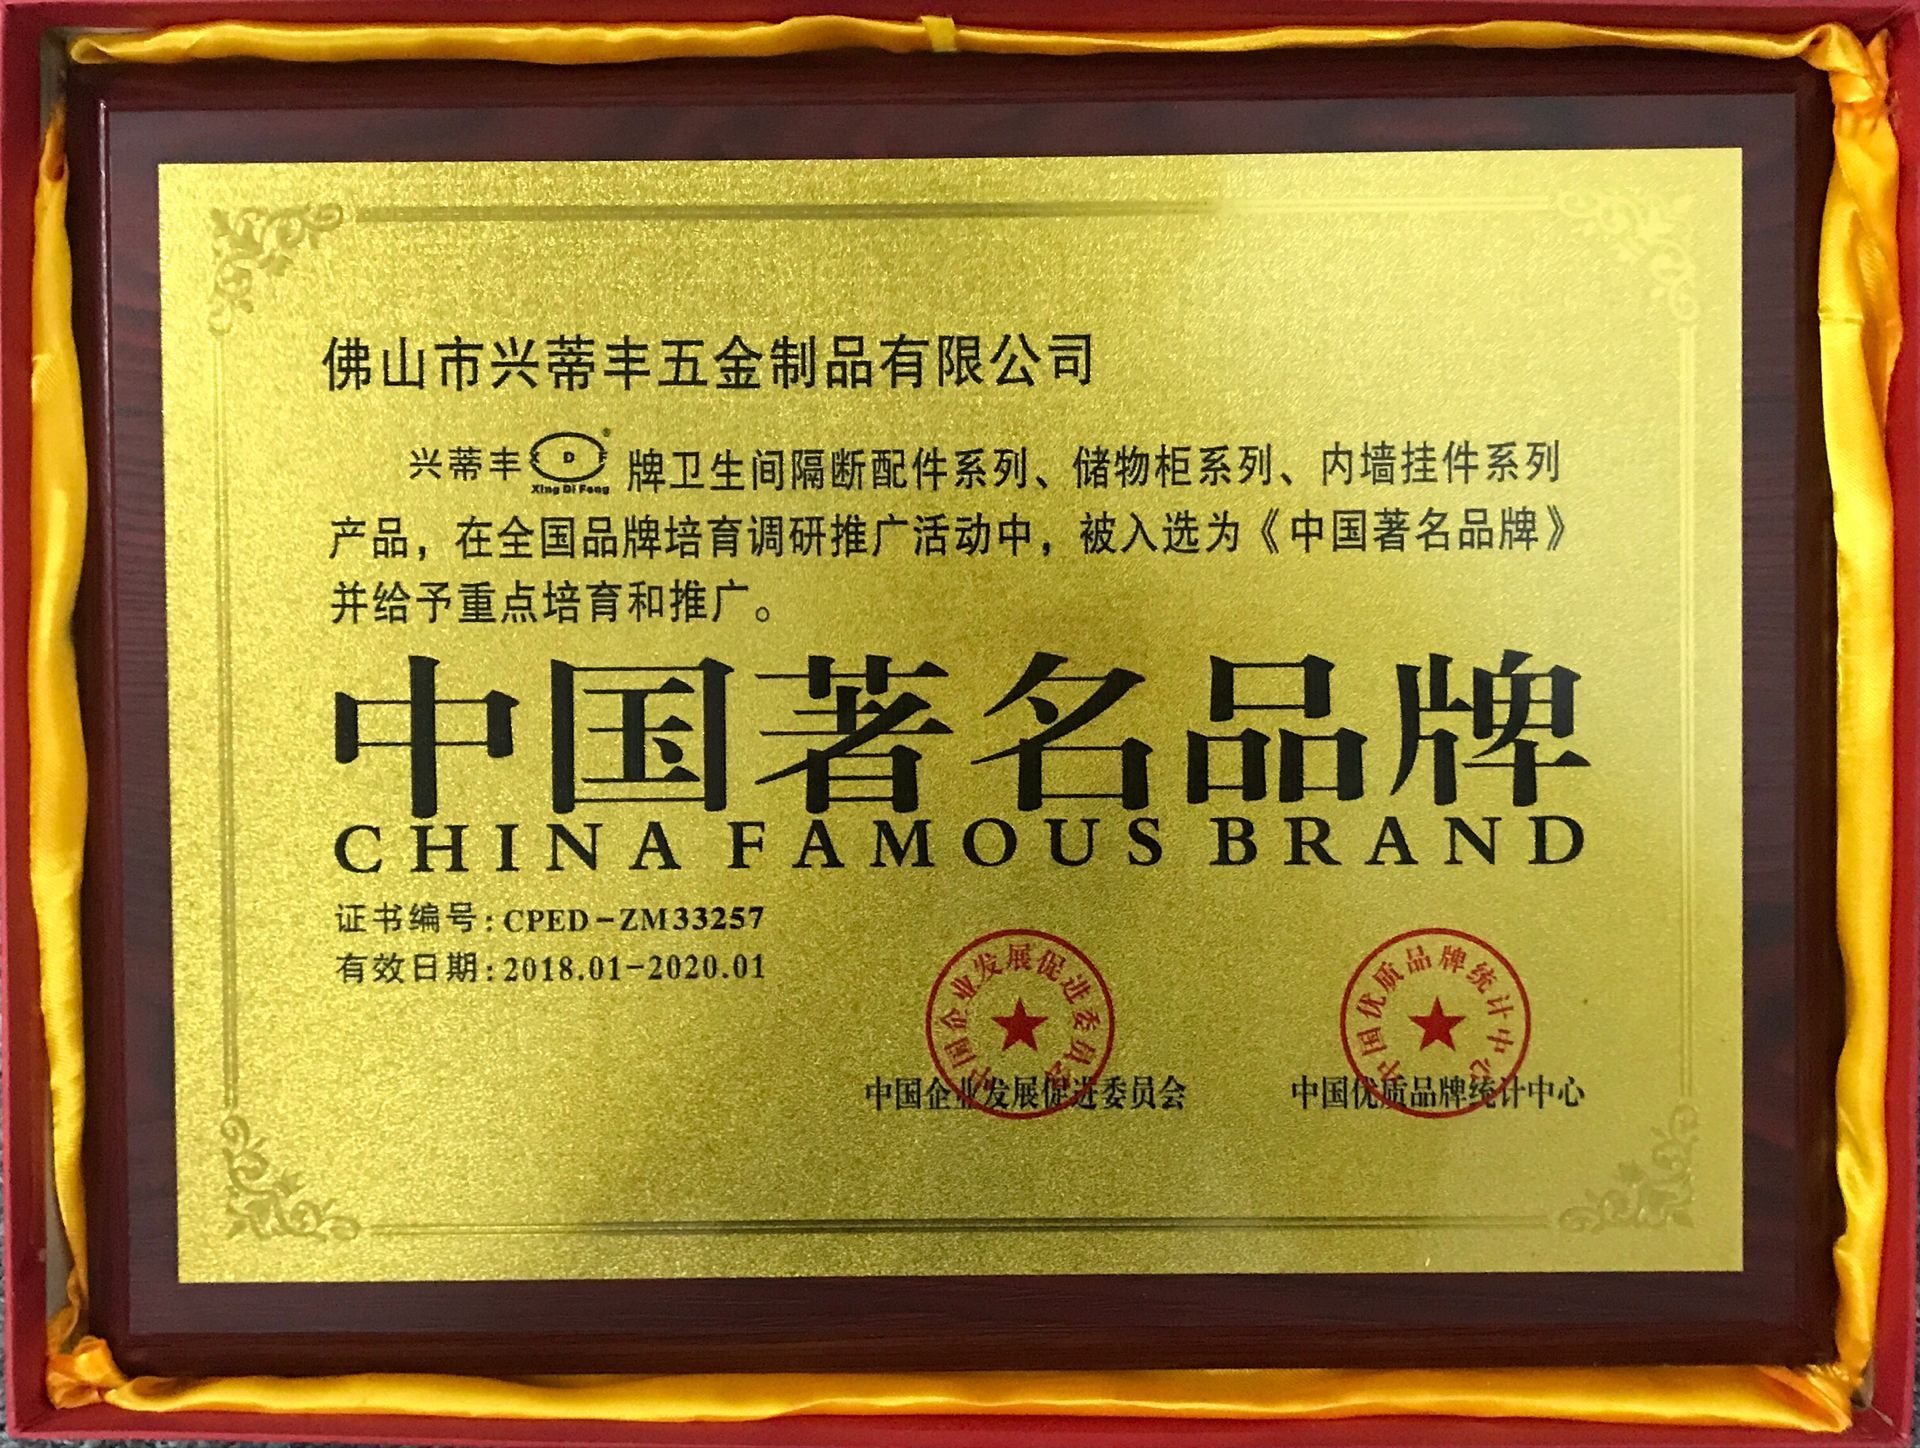 佛山市兴蒂丰五金制品有限公司
兴蒂丰 XDF ® Xing Di Feng 牌卫生间隔断配件系列、储物柜系列、内墙挂件系列
产品，在全国品牌培育调研推广活动中，被入选为《中国著名品牌》
并给予重点培育和推广。
中国著名品牌
CHINA FAMOUS BRAND
证书编号：CPED-ZM33257
有效日期：2018.01-2020.01
中国企业发展促进委员会
中国优质品牌统计中心
中国企业发展促进委员会
中国优质品牌统计中心